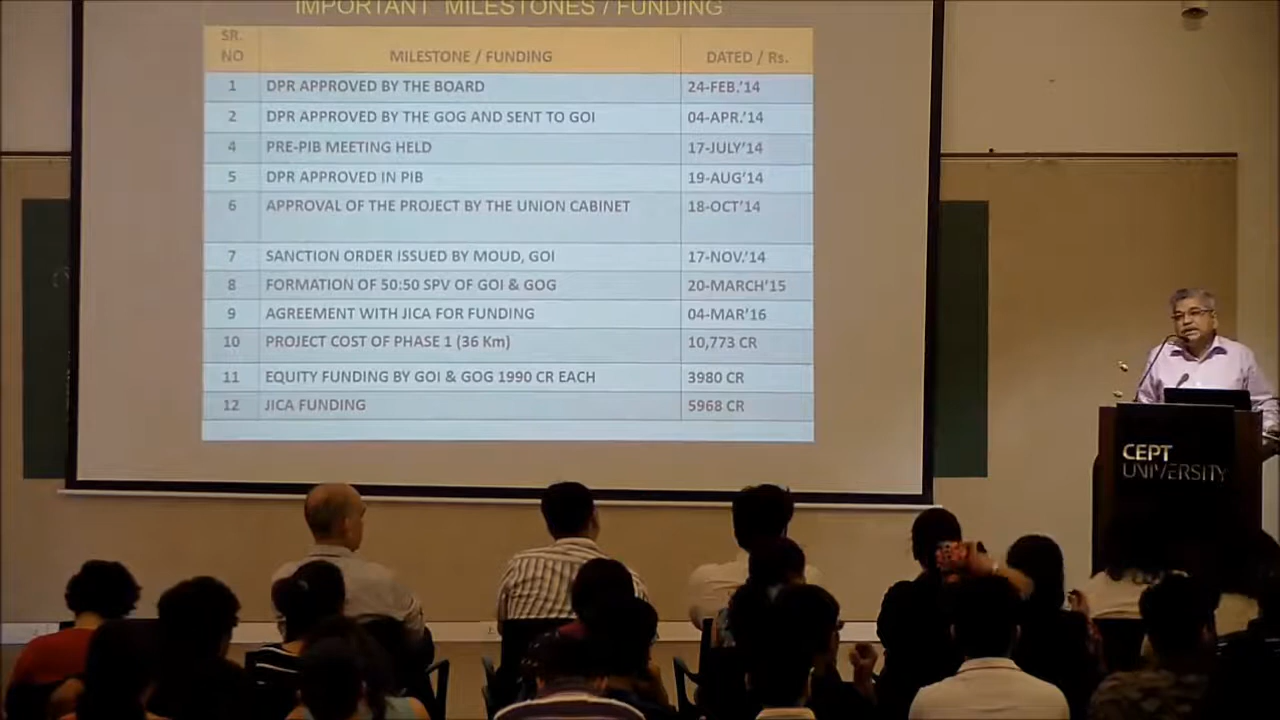 IMPORTANT MILESTONES / FUNDING
SR. NO MILESTONE / FUNDING DATED / Rs.
1 DPR APPROVED BY THE BOARD 24-FEB.'14
2 DPR APPROVED BY THE GOG AND SENT TO GOI 04-APR.'14
4 PRE-PIB MEETING HELD 17-JULY'14
5 DPR APPROVED IN PIB 19-AUG'14
6 APPROVAL OF THE PROJECT BY THE UNION CABINET 18-OCT'14
7 SANCTION ORDER ISSUED BY MOUD, GOI 17-NOV.'14
8 FORMATION OF 50:50 SPV OF GOI & GOG 20-MARCH'15
9 AGREEMENT WITH JICA FOR FUNDING 04-MAR'16
10 PROJECT COST OF PHASE 1 (36 Km) 10,773 CR
11 EQUITY FUNDING BY GOI & GOG 1990 CR EACH 3980 CR
12 JICA FUNDING 5968 CR
CEPT
UNIVERSITY